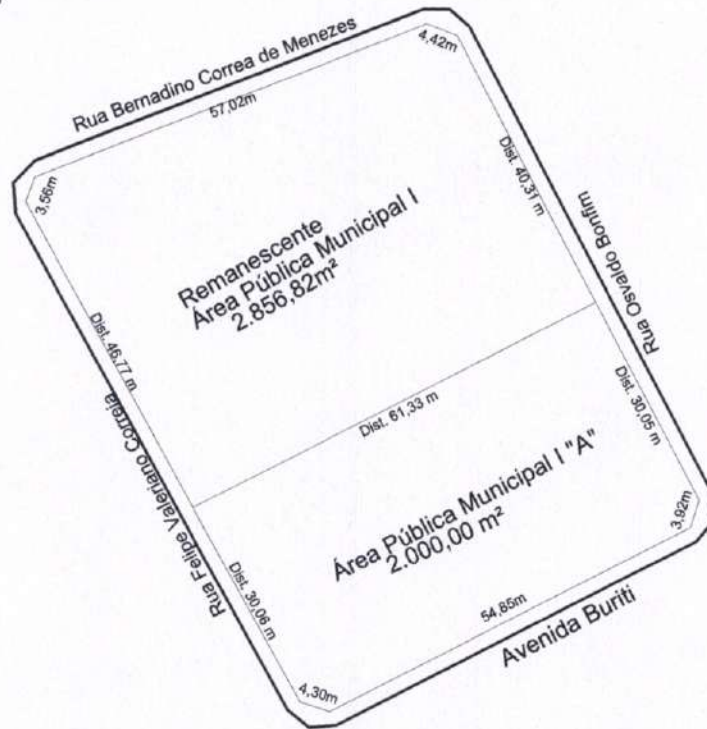 Rua Bernadino Correa de Menezes
4,42m
57,02m
3,56m
Dist. 40,31 m
Rua Osvaldo Bonfim
Remanescente
Área Pública Municipal I
2.856,82m²
Dist. 46,77 m
Rua Felipe Valeriano Correia
Dist. 61,33 m
Dist. 30,05 m
Área Pública Municipal I "A"
2.000,00 m²
3,92m
Dist. 30,06 m
54,85m
Avenida Buriti
4,30m